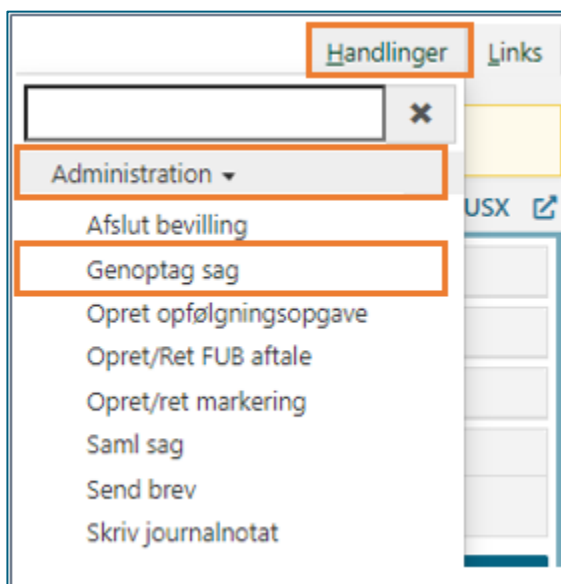 Handlinger Links
Administration
USX
Afslut bevilling
Genoptag sag
Opret opfølgningsopgave
Opret/Ret FUB aftale
Opret/ret markering
Saml sag
Send brev
Skriv journalnotat